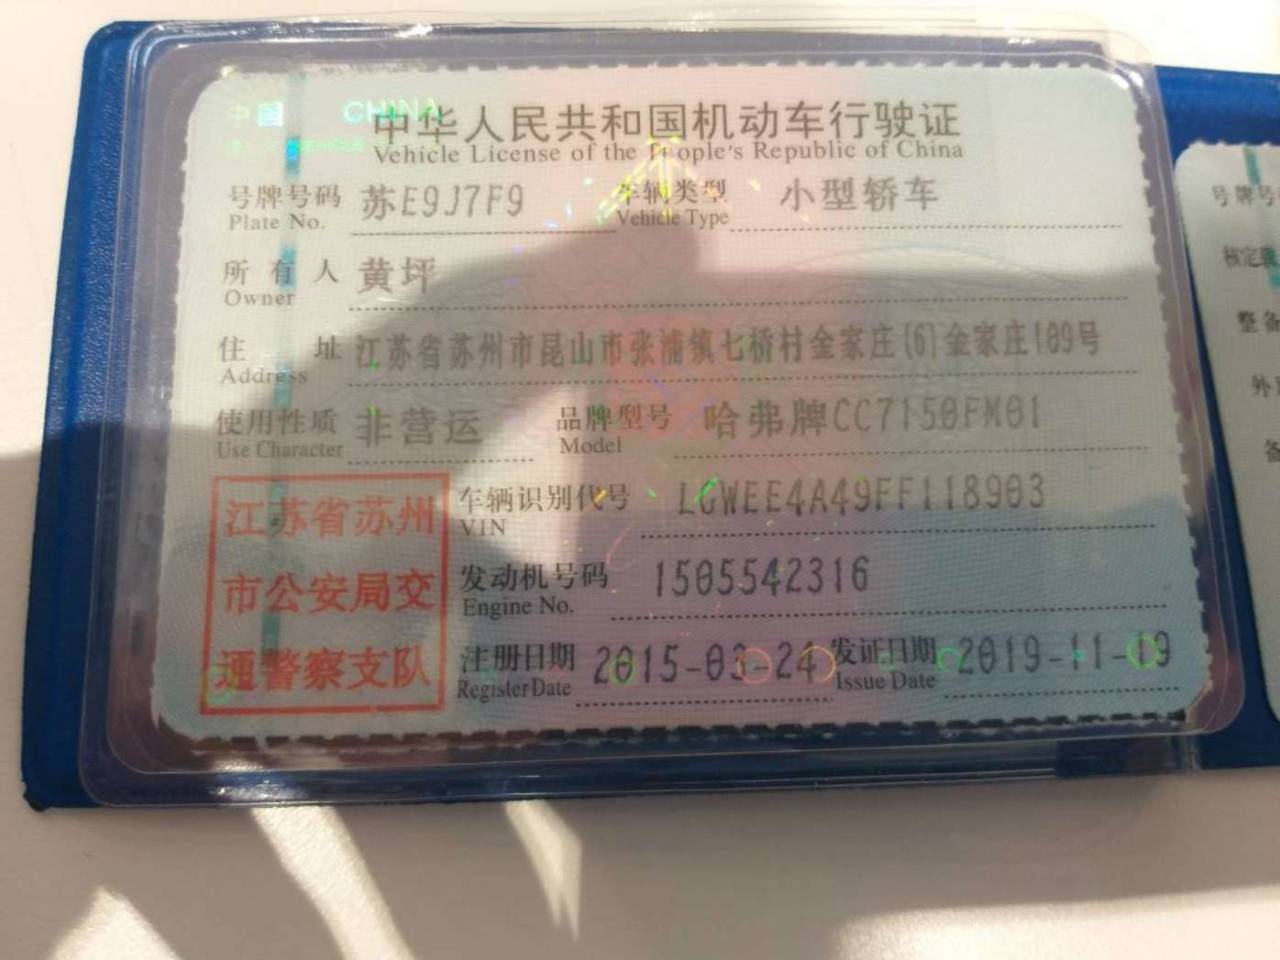 中国 CHINA
中华人民共和国机动车行驶证
Vehicle License of the People's Republic of China
号牌号码 苏E9J7F9 车辆类型 小型轿车
Plate No. Vehicle Type
所有人 黄坪
Owner
住址 江苏省苏州市昆山市张浦镇七桥村金家庄(6)金家庄109号
Address
使用性质 非营运 品牌型号 哈弗牌CC7150FM01
Use Character Model
江苏省苏州
市公安局交
通警察支队
车辆识别代号 LGWEE4A49FF118903
VIN
发动机号码 1505542316
Engine No.
注册日期 2015-03-24 发证日期 2019-11-19
Register Date Issue Date
号牌号
核定载
整备
外
备